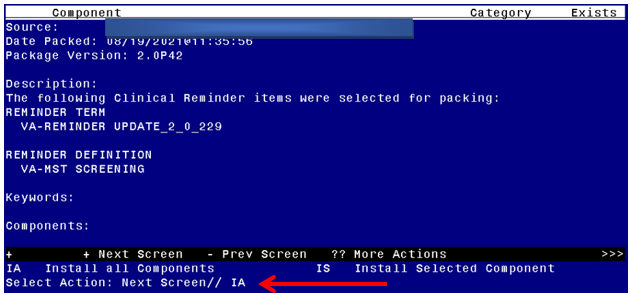 Component Category Exists
Source:
Date Packed: 08/19/2021@11:35:56
Package Version: 2.0P42
Description:
The following Clinical Reminder items were selected for packing:
REMINDER TERM
VA-REMINDER UPDATE_2_0_229
REMINDER DEFINITION
VA-MST SCREENING
Keywords:
Components:
+ + Next Screen - Prev Screen ?? More Actions >>>
IA Install all Components IS Install Selected Component
Select Action: Next Screen// IA